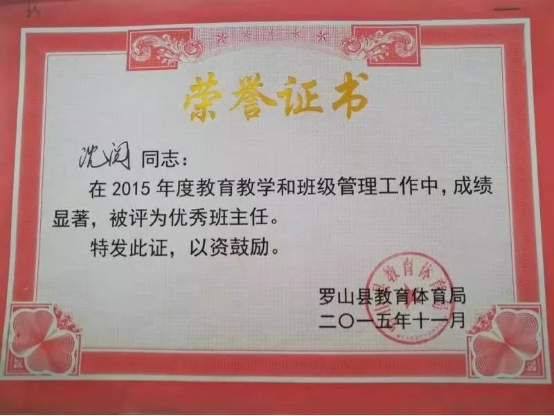 荣誉证书
沈润 同志：
在 2015 年度教育教学和班级管理工作中，成绩
显著，被评为优秀班主任。
特发此证，以资鼓励。
罗山县教育体育局
二〇一五年十一月